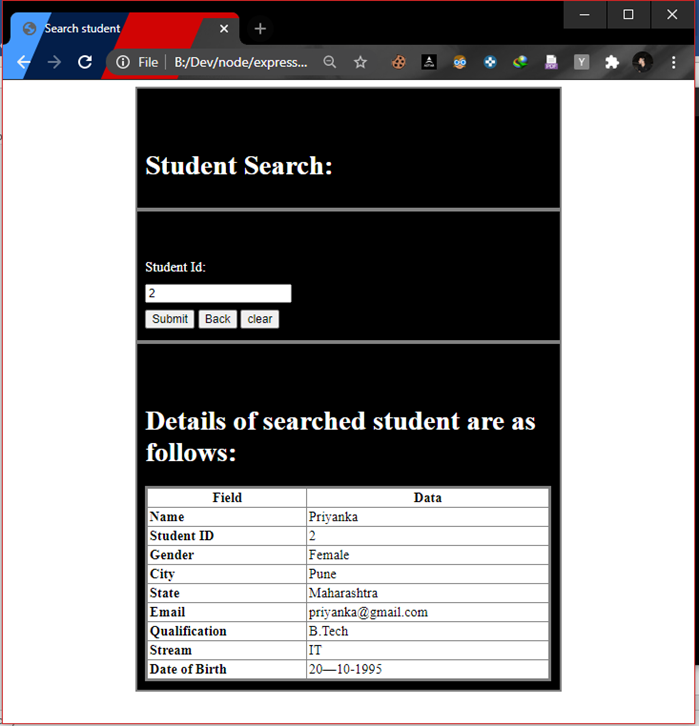 Search student
File B:/Dev/node/express...
Student Search:
Student Id:
2
Submit Back clear
Details of searched student are as
follows:
Field Data
Name Priyanka
Student ID 2
Gender Female
City Pune
State Maharashtra
Email priyanka@gmail.com
Qualification B.Tech
Stream IT
Date of Birth 20—10-1995